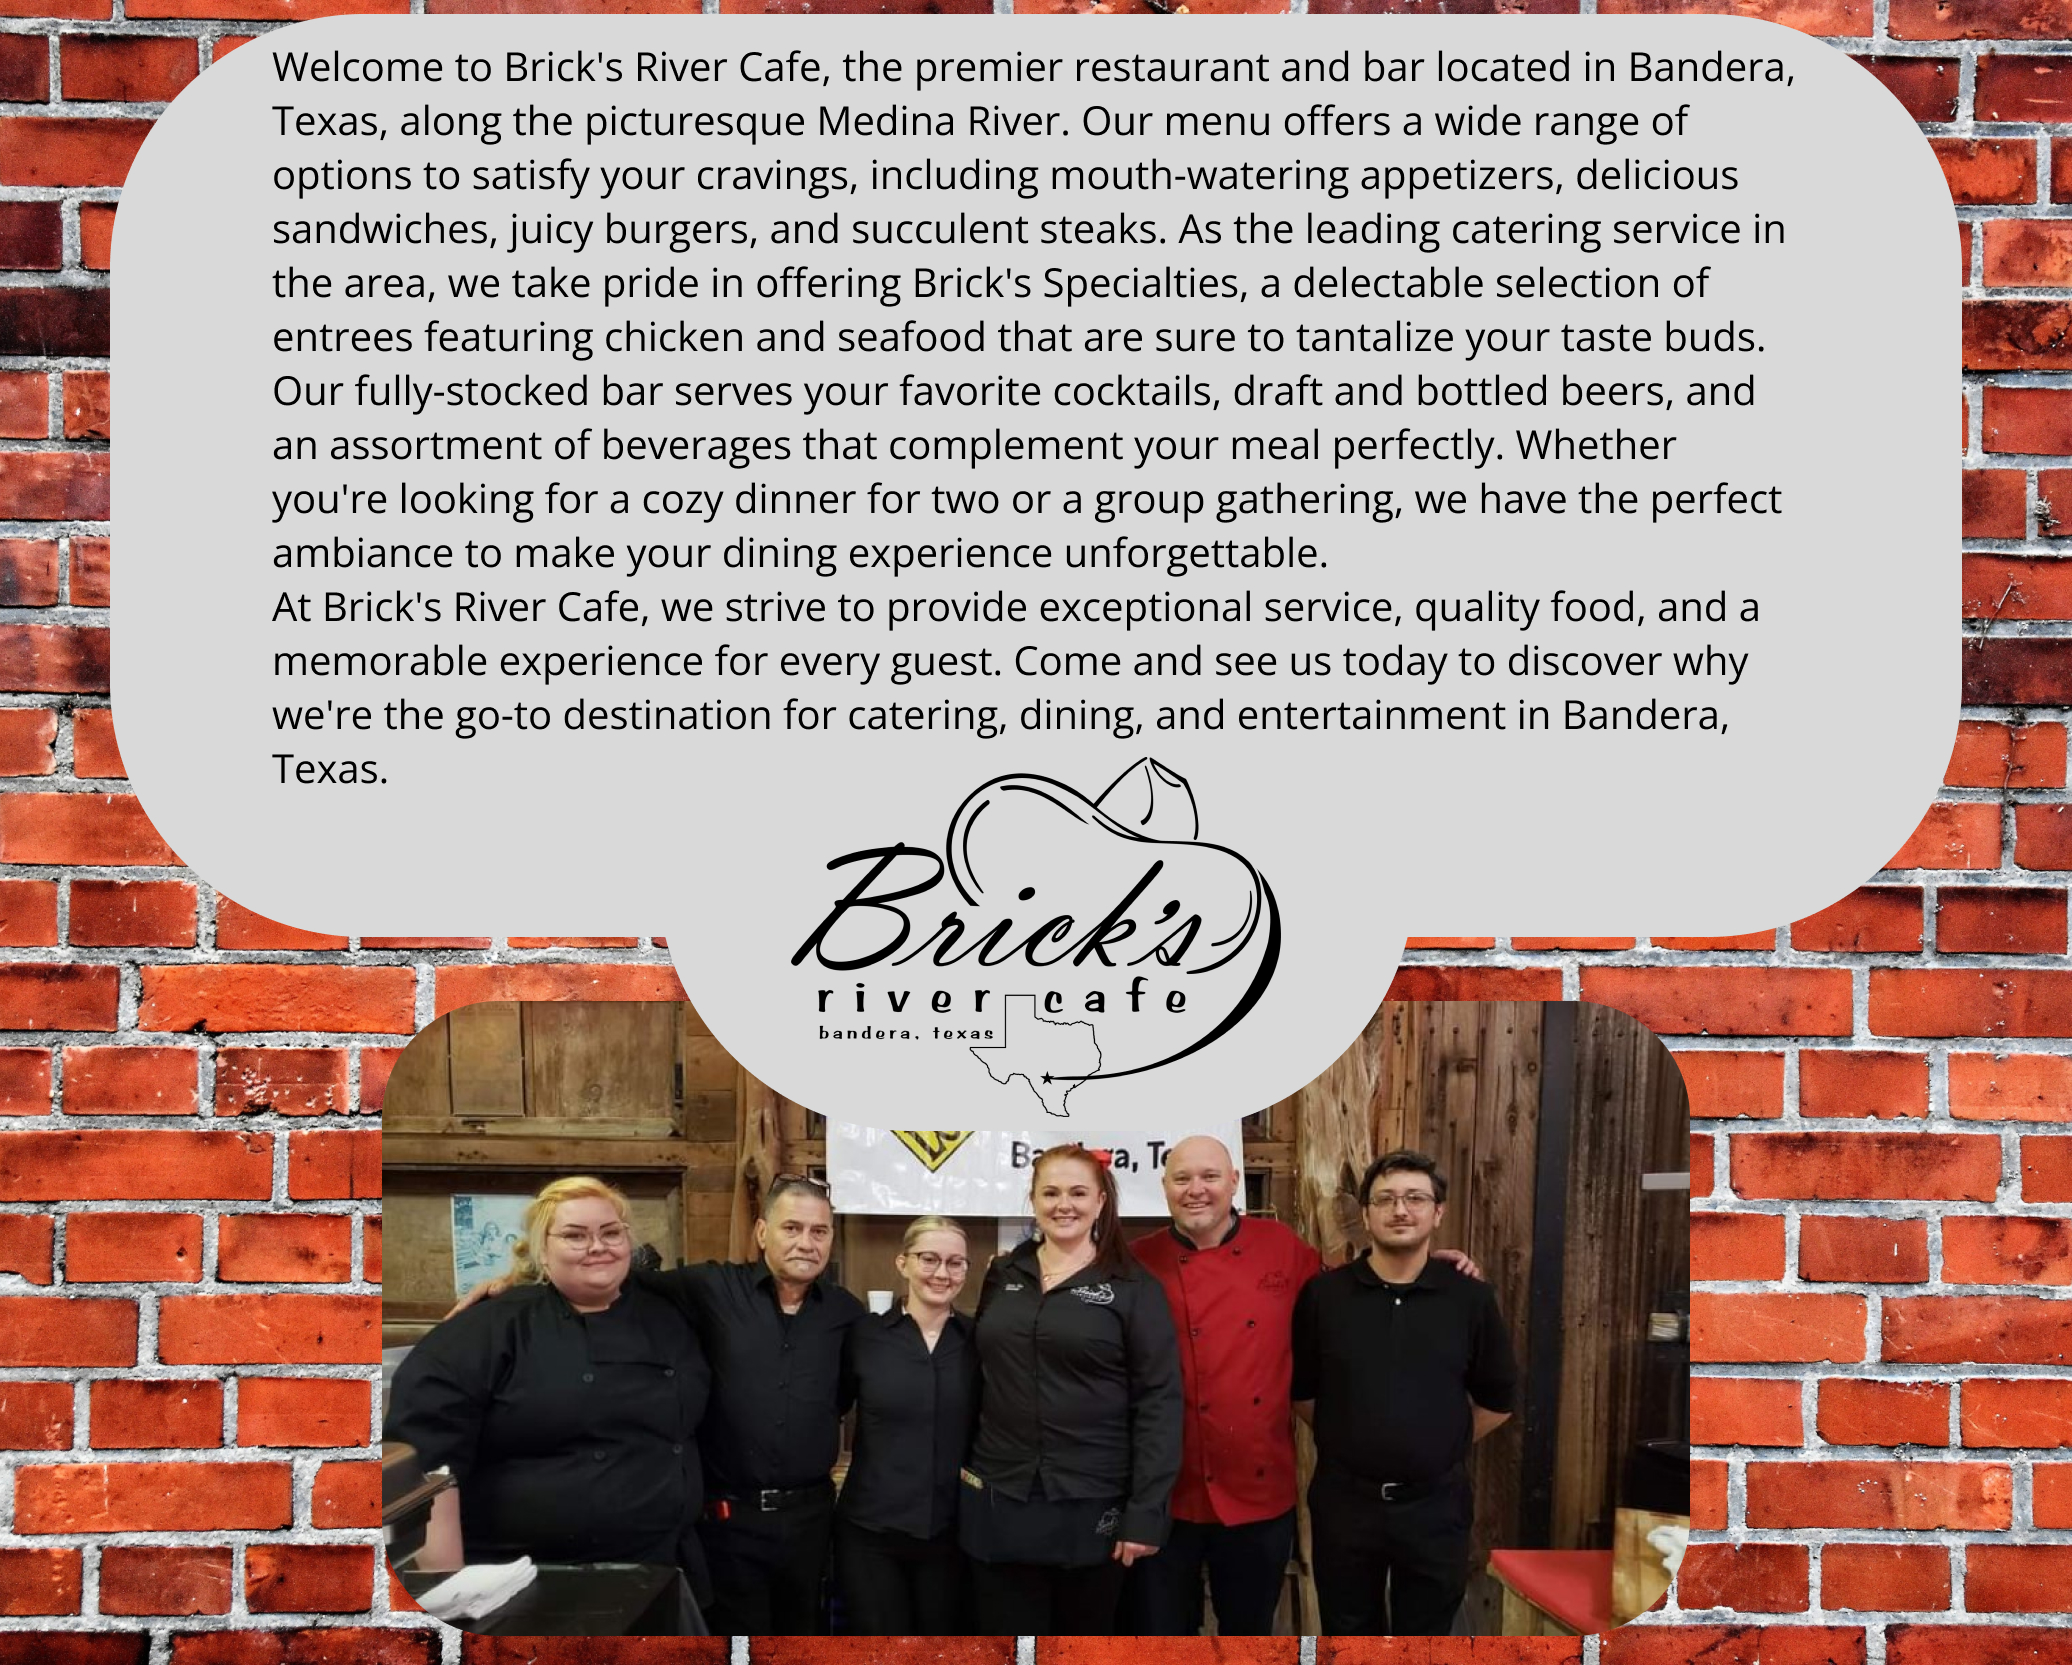 Welcome to Brick's River Cafe, the premier restaurant and bar located in Bandera,
Texas, along the picturesque Medina River. Our menu offers a wide range of
options to satisfy your cravings, including mouth-watering appetizers, delicious
sandwiches, juicy burgers, and succulent steaks. As the leading catering service in
the area, we take pride in offering Brick's Specialties, a delectable selection of
entrees featuring chicken and seafood that are sure to tantalize your taste buds.
Our fully-stocked bar serves your favorite cocktails, draft and bottled beers, and
an assortment of beverages that complement your meal perfectly. Whether
you're looking for a cozy dinner for two or a group gathering, we have the perfect
ambiance to make your dining experience unforgettable.
At Brick's River Cafe, we strive to provide exceptional service, quality food, and a
memorable experience for every guest. Come and see us today to discover why
we're the go-to destination for catering, dining, and entertainment in Bandera,
Texas.
Brick's
river cafe
bandera, texas